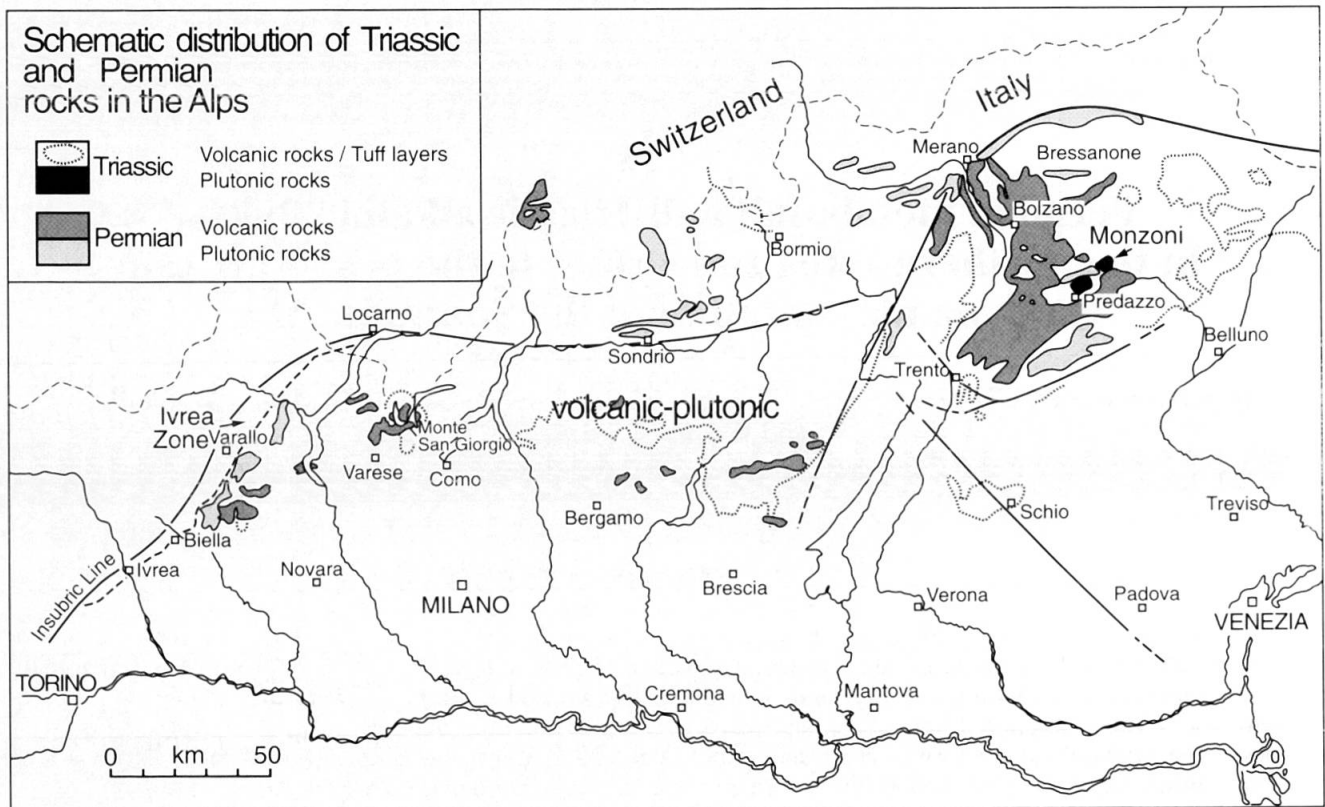 Schematic distribution of Triassic
and Permian
rocks in the Alps
Triassic
Volcanic rocks / Tuff layers
Plutonic rocks
Permian
Volcanic rocks
Plutonic rocks
Switzerland
Italy
Merano
Bressanone
Bolzano
Monzoni
Bormio
Predazzo
Locarno
Sondrio
Belluno
Trento
Ivrea
Zone
Varallo
volcanic-plutonic
Monte
San Giorgio
Varese
Como
Bergamo
Schio
Treviso
Biella
Insubric Line
Ivrea
Novara
MILANO
Brescia
Verona
Padova
VENEZIA
TORINO
Cremona
Mantova
0 km 50